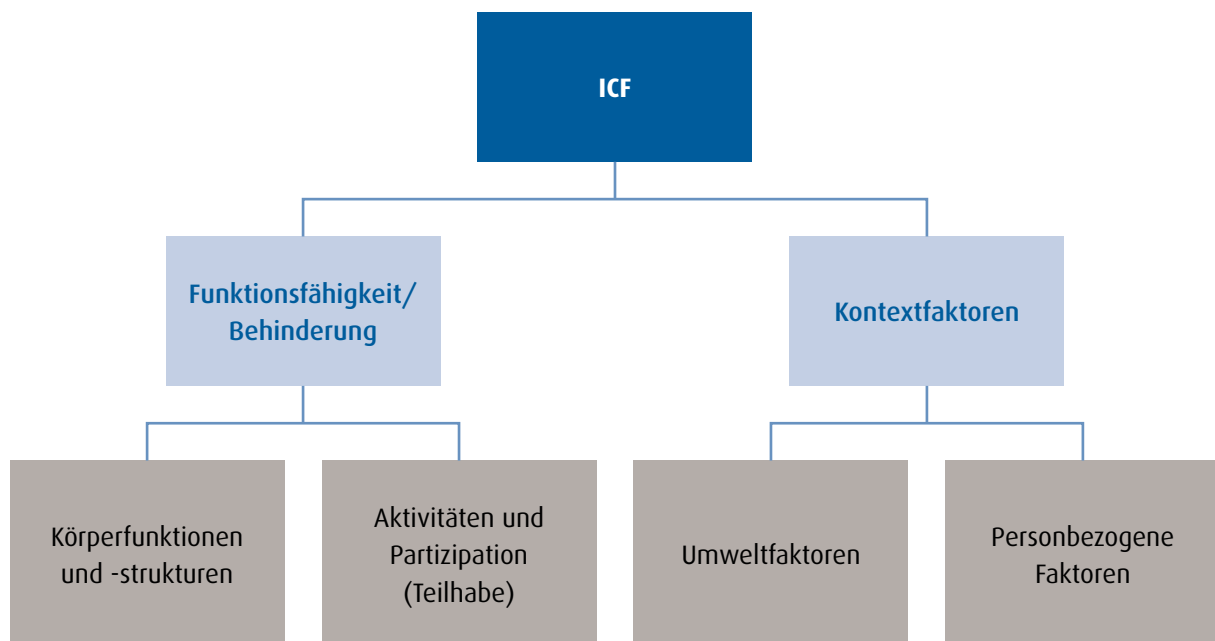 ICF
Funktionsfähigkeit/
Behinderung
Kontextfaktoren
Körperfunktionen
und -strukturen
Aktivitäten und
Partizipation
(Teilhabe)
Umweltfaktoren
Personbezogene
Faktoren